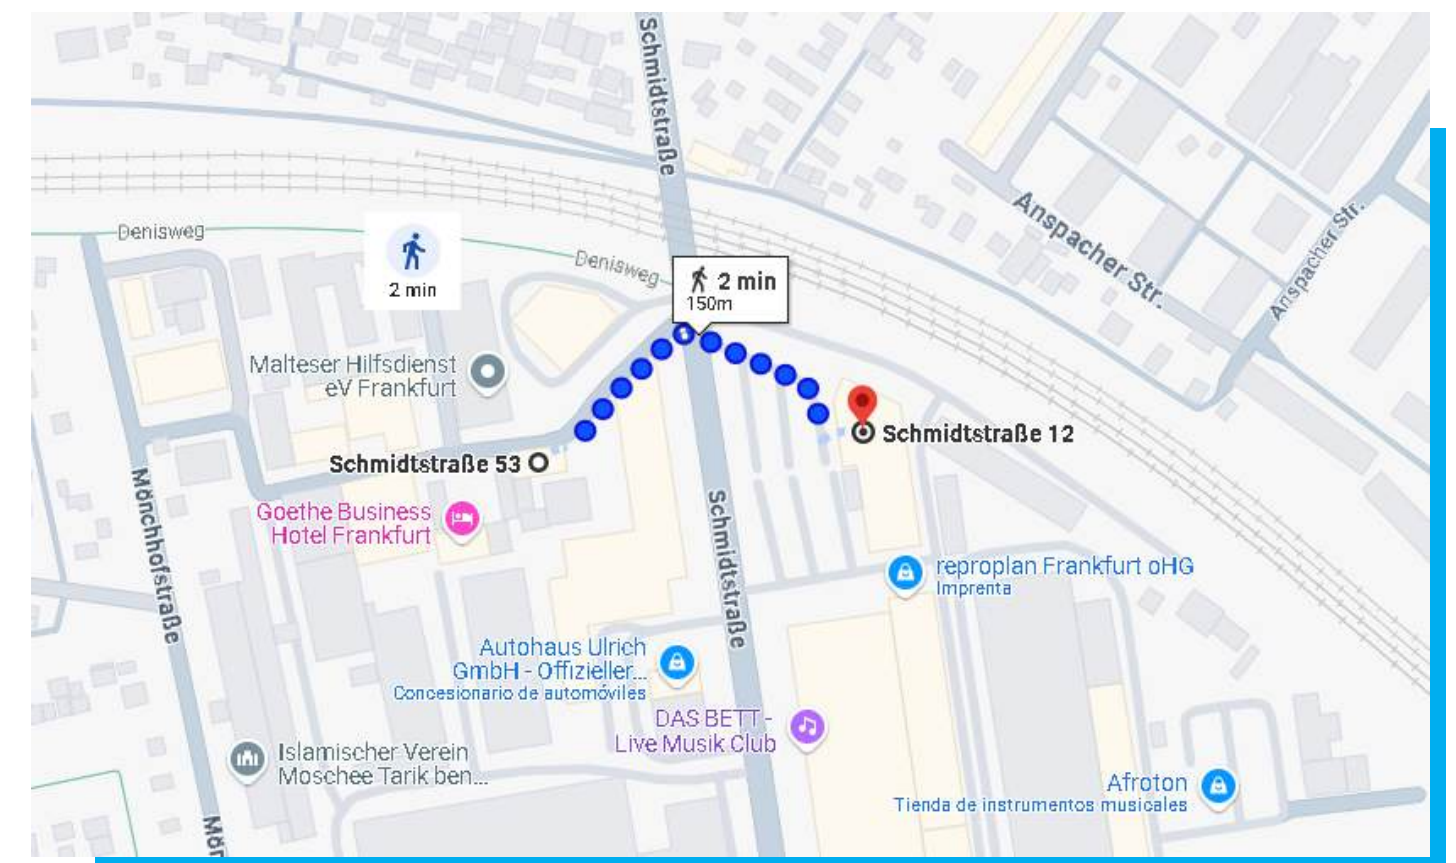 Schmidtstraße
Denisweg
2 min
Denisweg
2 min
150m
Anspacher Str.
Anspacher Str.
Malteser Hilfsdienst
eV Frankfurt
Schmidtstraße 12
Schmidtstraße 53
Mönchhofstraße
Goethe Business
Hotel Frankfurt
Schmidtstraße
reproplan Frankfurt oHG
Imprenta
Autohaus Ulrich
GmbH - Offizieller...
Concesionario de automóviles
DAS BETT -
Live Musik Club
Islamischer Verein
Moschee Tarik ben...
Afroton
Tienda de instrumentos musicales
Mör